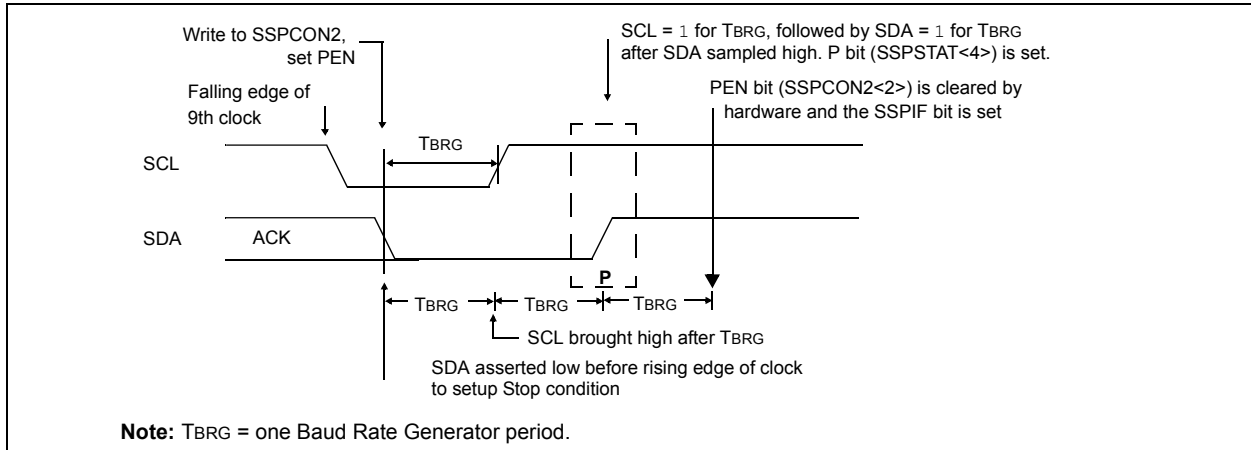 Write to SSPCON2,
set PEN
SCL = 1 for TBRG, followed by SDA = 1 for TBRG
after SDA sampled high. P bit (SSPSTAT<4>) is set.
Falling edge of
9th clock
PEN bit (SSPCON2<2>) is cleared by
hardware and the SSPIF bit is set
TBRG
SCL
SDA
ACK
P
TBRG
TBRG
TBRG
SCL brought high after TBRG
SDA asserted low before rising edge of clock
to setup Stop condition
Note: TBRG = one Baud Rate Generator period.